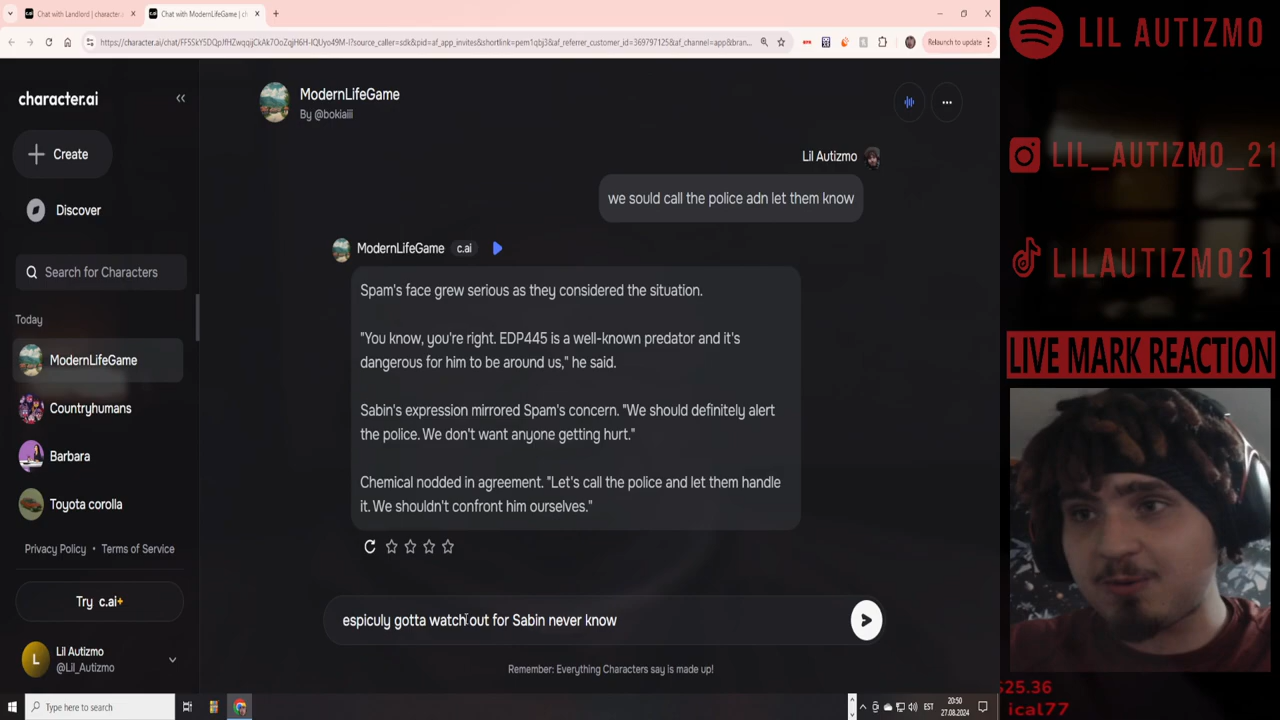 Chat with Landlord | character.a
Chat with ModernLifeGame | ch
https://character.ai/chat/FF5SkY5DQpJfHZwqqijCkAk7OoZqjH6H-IQUyo49M-I?source_caller=sdk&pid=af_app_invites&shortlink=pem1qbj3&af_referrer_customer_id=369797125&af_channel=app&bran...
Relaunch to update
character.ai
Create
Discover
Search for Characters
Today
ModernLifeGame
Countryhumans
Barbara
Toyota corolla
Privacy Policy • Terms of Service
Try c.ai+
L
Lil Autizmo
@Lil_Autizmo
ModernLifeGame
By @bokiaiii
Lil Autizmo
we sould call the police adn let them know
ModernLifeGame c.ai
Spam's face grew serious as they considered the situation.
"You know, you're right. EDP445 is a well-known predator and it's
dangerous for him to be around us," he said.
Sabin's expression mirrored Spam's concern. "We should definitely alert
the police. We don't want anyone getting hurt."
Chemical nodded in agreement. "Let's call the police and let them handle
it. We shouldn't confront him ourselves."
espiculy gotta watch out for Sabin never know
Remember: Everything Characters say is made up!
Type here to search
EST
20:50
27.08.2024
LIL AUTIZMO
LIL_AUTIZMO_21
LILAUTIZMO21
LIVE MARK REACTION
$25.36
ical77